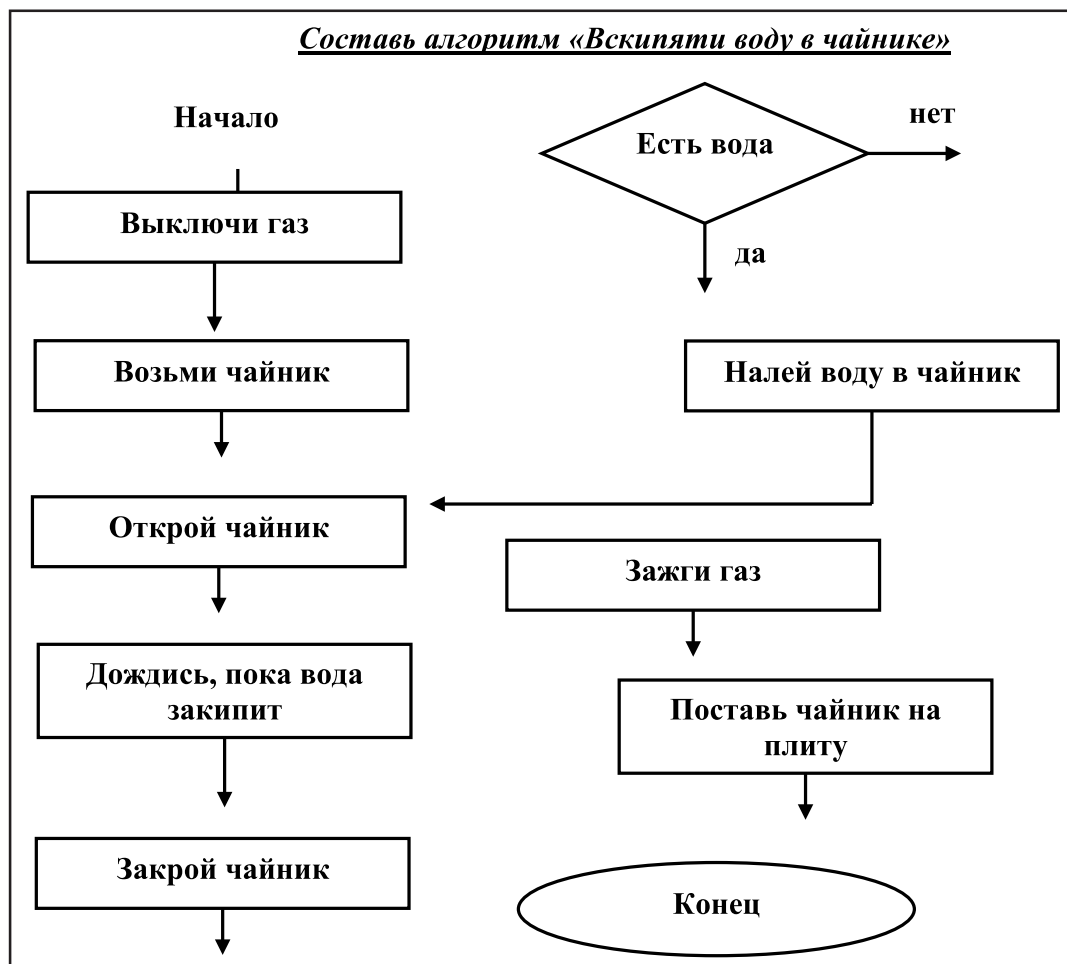 Составь алгоритм «Вскипяти воду в чайнике»
Начало
Выключи газ
Возьми чайник
Открой чайник
Дождись, пока вода
закипит
Закрой чайник
Есть вода
нет
да
Налей воду в чайник
Зажги газ
Поставь чайник на
плиту
Конец